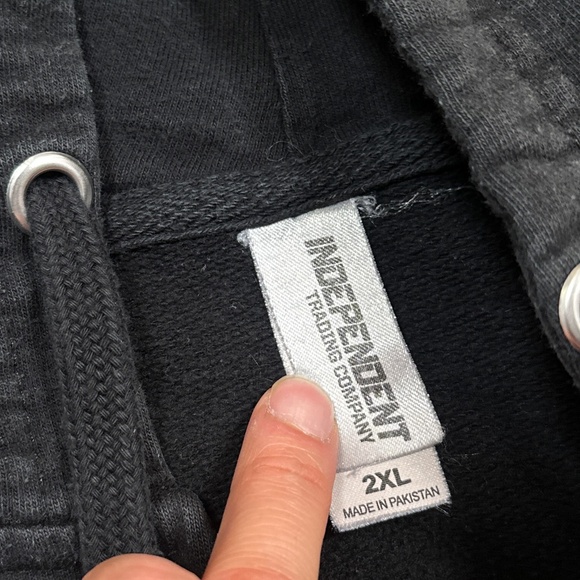 INDEPENDENT
TRADING COMPANY
2XL
MADE IN PAKISTAN